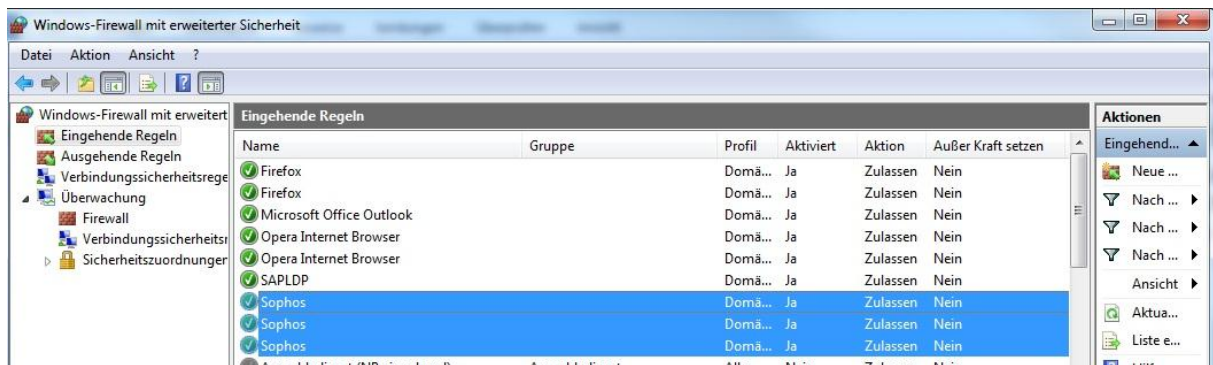 Windows-Firewall mit erweiterter Sicherheit
Datei Aktion Ansicht ?
Windows-Firewall mit erweitert
Eingehende Regeln
Ausgehende Regeln
Verbindungssicherheitsrege
Überwachung
Firewall
Verbindungssicherheitsr
Sicherheitszuordnunger
Eingehende Regeln
Name Gruppe Profil Aktiviert Aktion Außer Kraft setzen
Firefox Domä... Ja Zulassen Nein
Firefox Domä... Ja Zulassen Nein
Microsoft Office Outlook Domä... Ja Zulassen Nein
Opera Internet Browser Domä... Ja Zulassen Nein
Opera Internet Browser Domä... Ja Zulassen Nein
SAPLDP Domä... Ja Zulassen Nein
Sophos Domä... Ja Zulassen Nein
Sophos Domä... Ja Zulassen Nein
Sophos Domä... Ja Zulassen Nein
Aktionen
Eingehend...
Neue ...
Nach ...
Nach ...
Nach ...
Ansicht
Aktua...
Liste e...